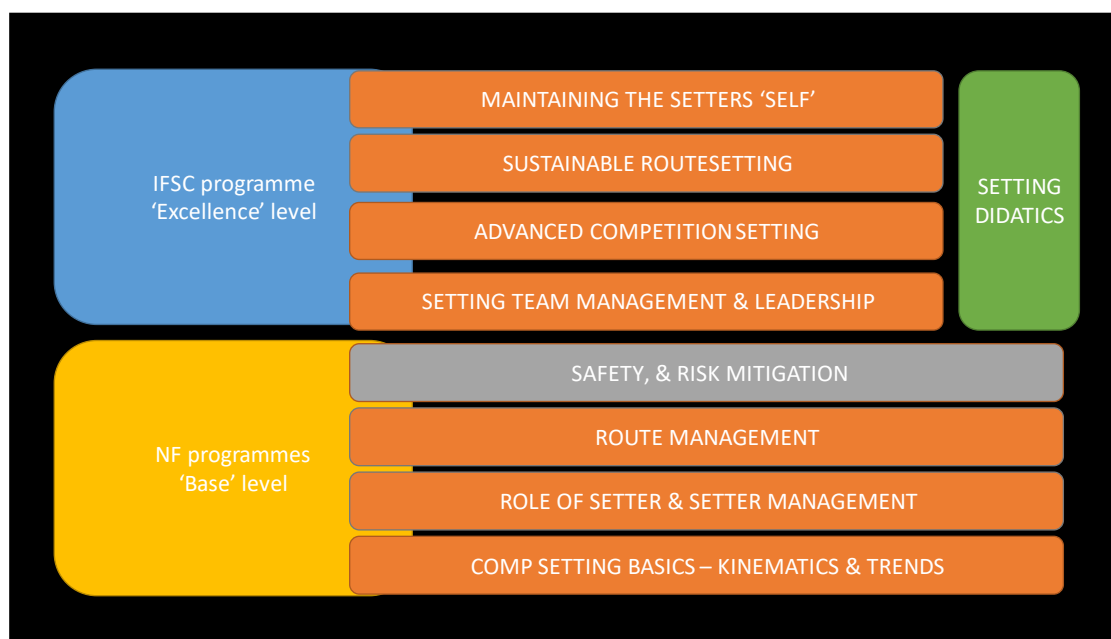 IFSC programme
‘Excellence’ level
MAINTAINING THE SETTERS ‘SELF’
SUSTAINABLE ROUTESETTING
ADVANCED COMPETITION SETTING
SETTING TEAM MANAGEMENT & LEADERSHIP
SETTING
DIDATICS
NF programmes
‘Base’ level
SAFETY, & RISK MITIGATION
ROUTE MANAGEMENT
ROLE OF SETTER & SETTER MANAGEMENT
COMP SETTING BASICS – KINEMATICS & TRENDS